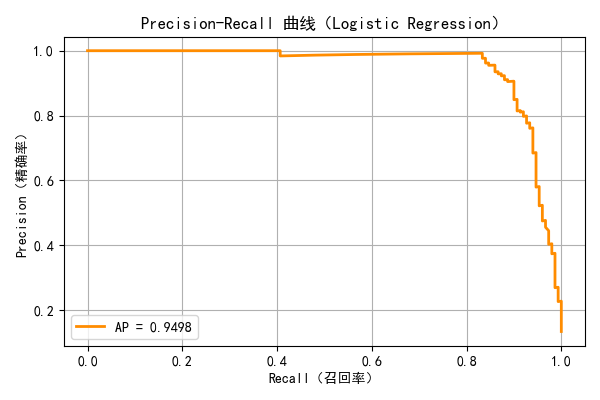 Precision-Recall 曲线（Logistic Regression）
Precision（精确率）
1.0
0.8
0.6
0.4
0.2
AP = 0.9498
0.0 0.2 0.4 0.6 0.8 1.0
Recall（召回率）